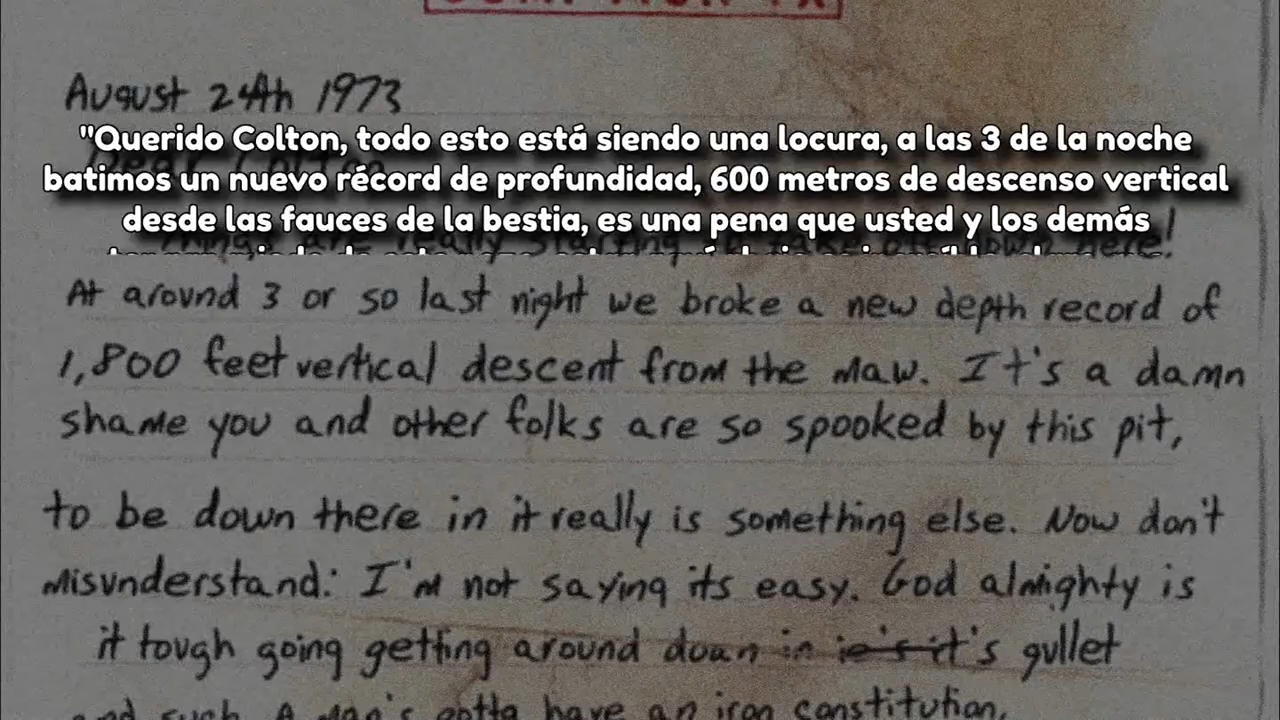 August 24th 1973
"Querido Colton, todo esto está siendo una locura, a las 3 de la noche
batimos un nuevo récord de profundidad, 600 metros de descenso vertical
desde las fauces de la bestia, es una pena que usted y los demás
here!
At around 3 or so last night we broke a new depth record of
1,800 feet vertical descent from the maw. It's a damn
shame you and other folks are so spooked by this pit,
to be down there in it really is something else. Now don't
misunderstand: I'm not saying its easy. God almighty is
it tough going getting around down in it's gullet
and such. A man's gotta have an iron constitution,